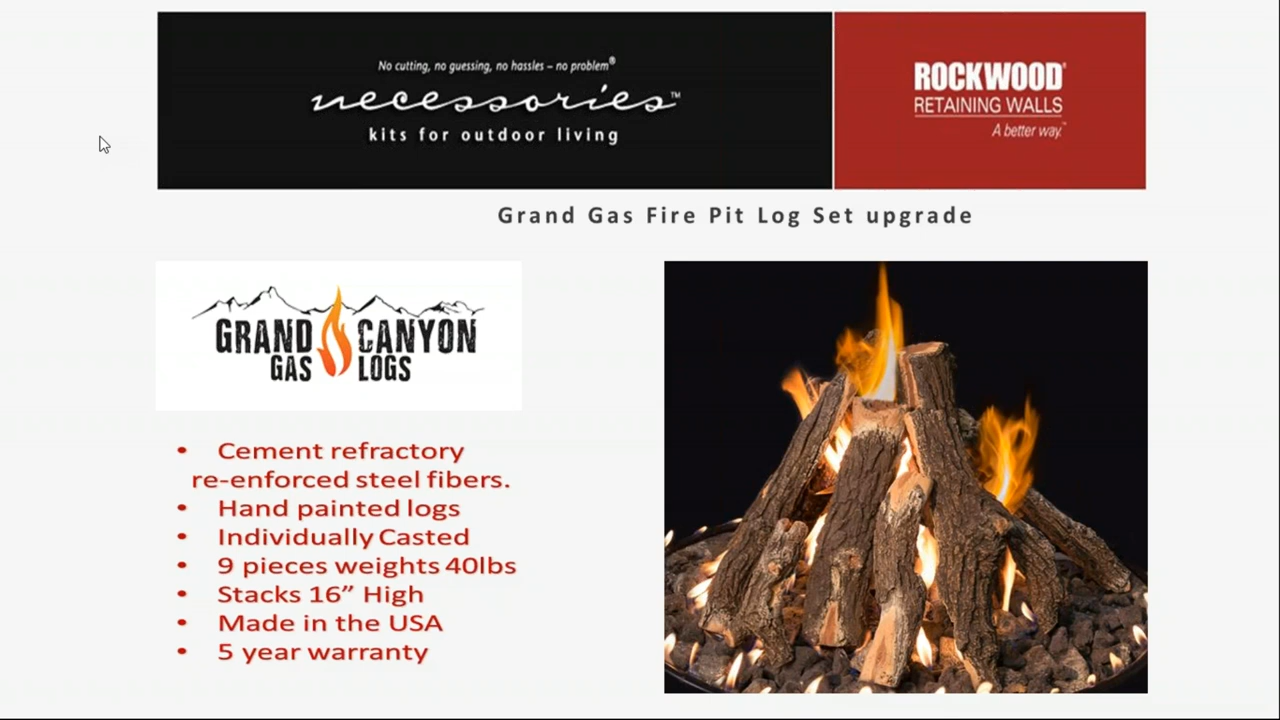 No cutting, no guessing, no hassles – no problem®
necessories™
kits for outdoor living
ROCKWOOD®
RETAINING WALLS
A better way.™
Grand Gas Fire Pit Log Set upgrade
GRAND CANYON
GAS LOGS
• Cement refractory
re-enforced steel fibers.
• Hand painted logs
• Individually Casted
• 9 pieces weights 40lbs
• Stacks 16” High
• Made in the USA
• 5 year warranty